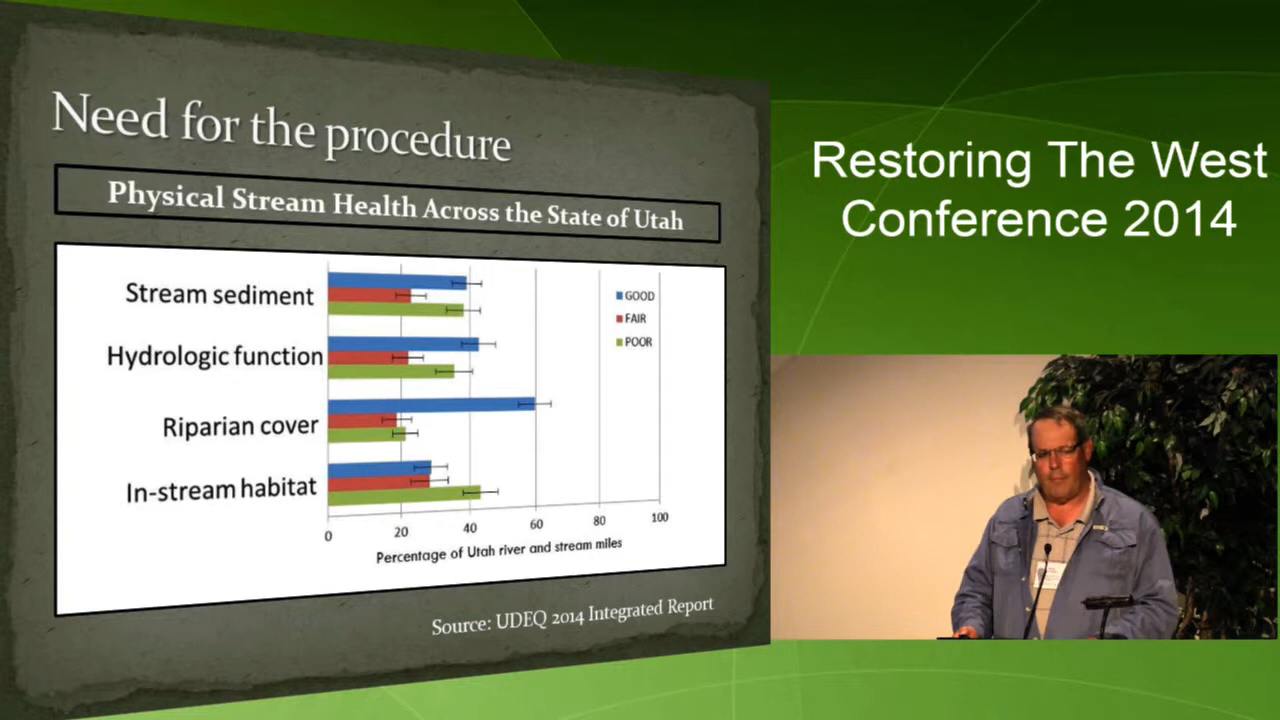 Need for the procedure
Physical Stream Health Across the State of Utah
Stream sediment
Hydrologic function
Riparian cover
In-stream habitat
GOOD
FAIR
POOR
0 20 40 60 80 100
Percentage of Utah river and stream miles
Source: UDEQ 2014 Integrated Report
Restoring The West
Conference 2014